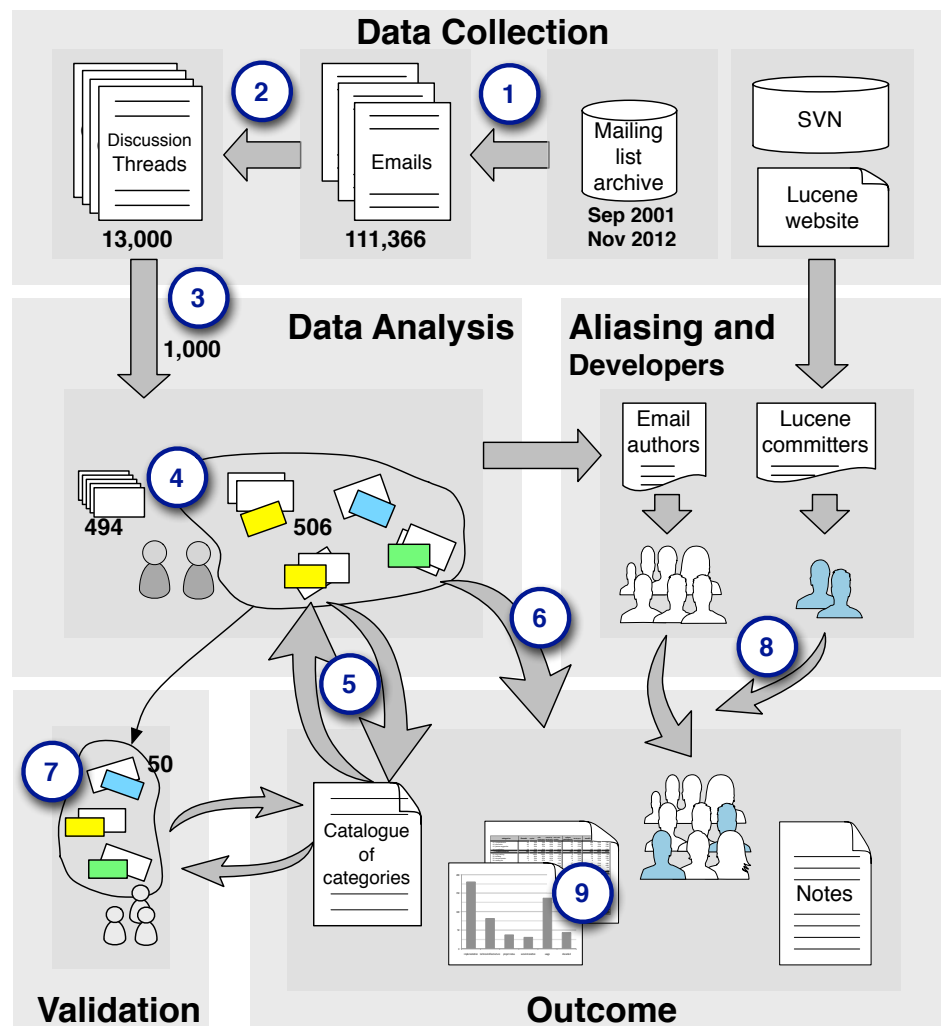 Data Collection
2
1
Discussion
Threads
Emails
Mailing
list
archive
SVN
Lucene
website
13,000
111,366
Sep 2001
Nov 2012
3
1,000
Data Analysis
Aliasing and
Developers
Email
authors
Lucene
committers
4
494
506
5
6
8
7
50
Catalogue
of
categories
9
Notes
Validation
Outcome